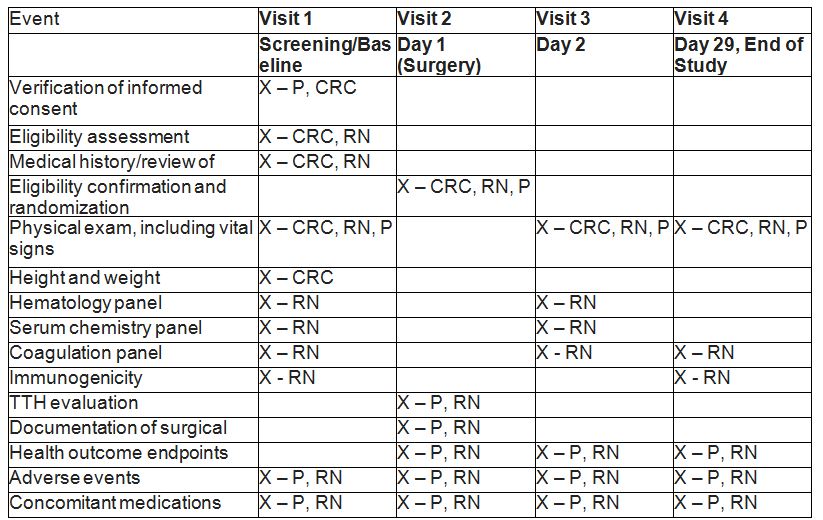 Event Visit 1 Visit 2 Visit 3 Visit 4
Screening/Bas Day 1 Day 2 Day 29, End of
eline (Surgery) Study
Verification of informed X – P, CRC
consent
Eligibility assessment X – CRC, RN
Medical history/review of X – CRC, RN
Eligibility confirmation and X – CRC, RN, P
randomization
Physical exam, including vital X – CRC, RN, P X – CRC, RN, P X – CRC, RN, P
signs
Height and weight X – CRC
Hematology panel X – RN X – RN
Serum chemistry panel X – RN X – RN
Coagulation panel X – RN X - RN X – RN
Immunogenicity X - RN X - RN
TTH evaluation X – P, RN
Documentation of surgical X – P, RN
Health outcome endpoints X – P, RN X – P, RN X – P, RN
Adverse events X – P, RN X – P, RN X – P, RN X – P, RN
Concomitant medications X – P, RN X – P, RN X – P, RN X – P, RN